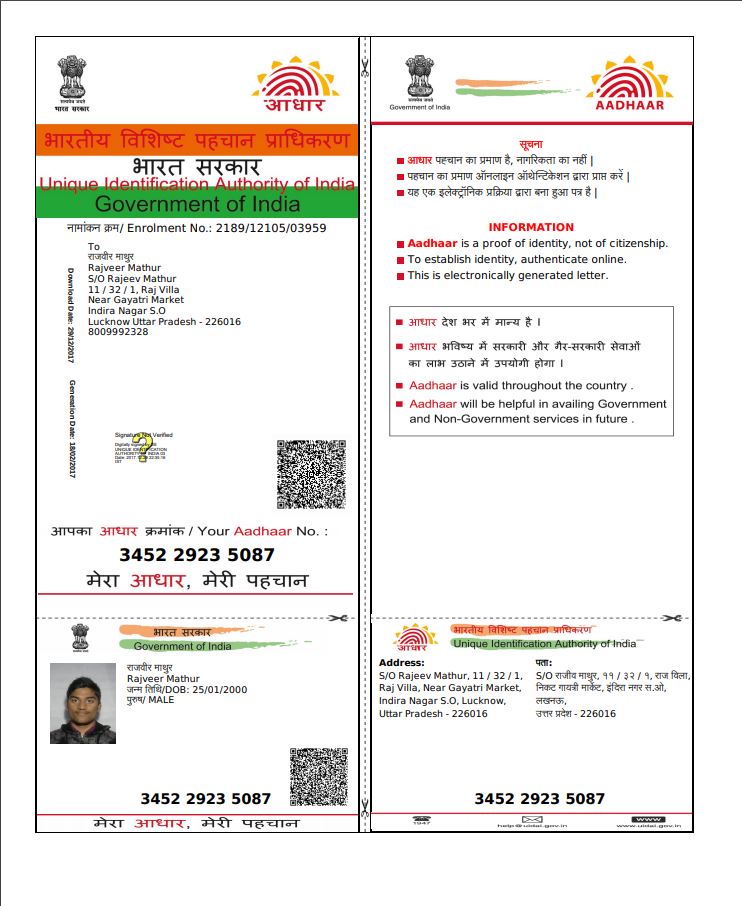 सत्यमेव जयते
भारत सरकार
आधार
भारतीय विशिष्ट पहचान प्राधिकरण
भारत सरकार
Unique Identification Authority of India
Government of India
नामांकन क्रम/ Enrolment No.: 2189/12105/03959
To
राजवीर माथुर
Rajveer Mathur
S/O Rajeev Mathur
11 / 32 / 1, Raj Villa
Near Gayatri Market
Indira Nagar S.O
Lucknow Uttar Pradesh - 226016
8009992328
Download Date: 29/12/2017
Generation Date: 18/02/2017
Signature Not Verified
?
Digitally signed by
UNIQUE IDENTIFICATION
AUTHORITY OF INDIA
आपका आधार क्रमांक / Your Aadhaar No. :
3452 2923 5087
मेरा आधार, मेरी पहचान
Government of India
AADHAAR
सूचना
आधार पहचान का प्रमाण है, नागरिकता का नहीं |
पहचान का प्रमाण ऑनलाइन ऑथेन्टिकेशन द्वारा प्राप्त करें |
यह एक इलेक्ट्रॉनिक प्रक्रिया द्वारा बना हुआ पत्र है |
INFORMATION
Aadhaar is a proof of identity, not of citizenship.
To establish identity, authenticate online.
This is electronically generated letter.
आधार देश भर में मान्य है ।
आधार भविष्य में सरकारी और गैर-सरकारी सेवाओं
का लाभ उठाने में उपयोगी होगा ।
Aadhaar is valid throughout the country .
Aadhaar will be helpful in availing Government
and Non-Government services in future .
भारत सरकार
Government of India
राजवीर माथुर
Rajveer Mathur
जन्म तिथि/DOB: 25/01/2000
पुरुष/ MALE
3452 2923 5087
मेरा आधार, मेरी पहचान
आधार
भारतीय विशिष्ट पहचान प्राधिकरण
Unique Identification Authority of India
Address:
S/O Rajeev Mathur, 11 / 32 / 1,
Raj Villa, Near Gayatri Market,
Indira Nagar S.O, Lucknow,
Uttar Pradesh - 226016
पता:
S/O राजीव माथुर, ११ / ३२ / १, राज विला,
निकट गायत्री मार्केट, इंदिरा नगर स.ओ,
लखनऊ,
उत्तर प्रदेश - 226016
3452 2923 5087
1947
help@uidai.gov.in
www
www.uidai.gov.in